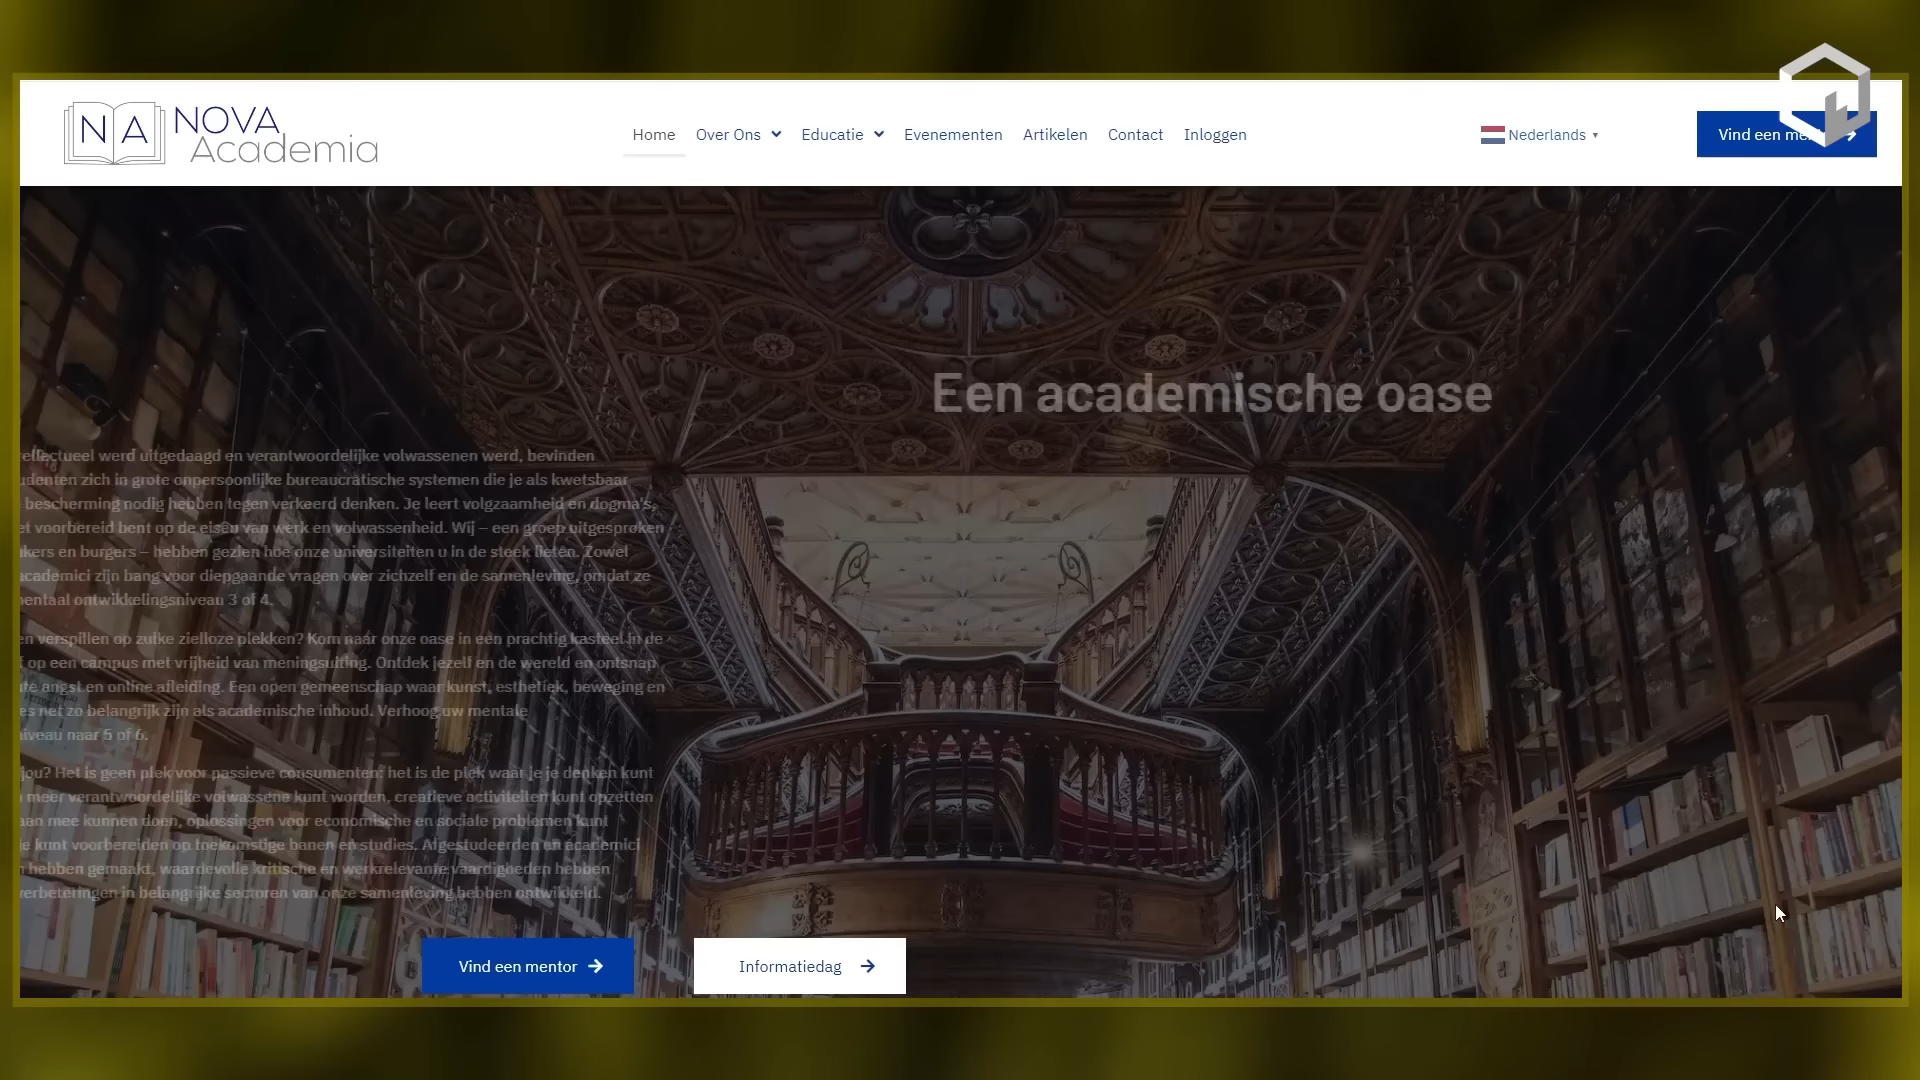 N A NOVA
Academia
Home Over Ons Educatie Evenementen Artikelen Contact Inloggen
Nederlands
Vind een me
Een academische oase
ellectueel werd uitgedaagd en verantwoordelijke volwassenen werd, bevinden
udenten zich in grote onpersoonlijke bureaucratische systemen die je als kwetsbaar
bescherming nodig hebben tegen verkeerd denken. Je leert volgzaamheid en dogma's,
et voorbereid bent op de eisen van werk en volwassenheid. Wij – een groep uitgesproken
kers en burgers – hebben gezien hoe onze universiteiten u in de steek lieten. Zowel
academici zijn bang voor diepgaande vragen over zichzelf en de samenleving, omdat ze
mentaal ontwikkelingsniveau 3 of 4.
en verspillen op zulke zielloze plekken? Kom naar onze oase in een prachtig kasteel in de
f op een campus met vrijheid van meningsuiting. Ontdek jezelf en de wereld en ontsnap
te angst en online afleiding. Een open gemeenschap waar kunst, esthetiek, beweging en
es net zo belangrijk zijn als academische inhoud. Verhoog uw mentale
niveau naar 5 of 6.
jou? Het is geen plek voor passieve consumenten: het is de plek waar je je denken kunt
meer verantwoordelijke volwassene kunt worden, creatieve activiteiten kunt opzetten
aan mee kunnen doen, oplossingen voor economische en sociale problemen kunt
je kunt voorbereiden op toekomstige banen en studies. Afgestudeerden en academici
hebben gemaakt, waardevolle kritische en werkrelevante vaardigheden hebben
verbeteringen in belangrijke sectoren van onze samenleving hebben ontwikkeld.
Vind een mentor
Informatiedag